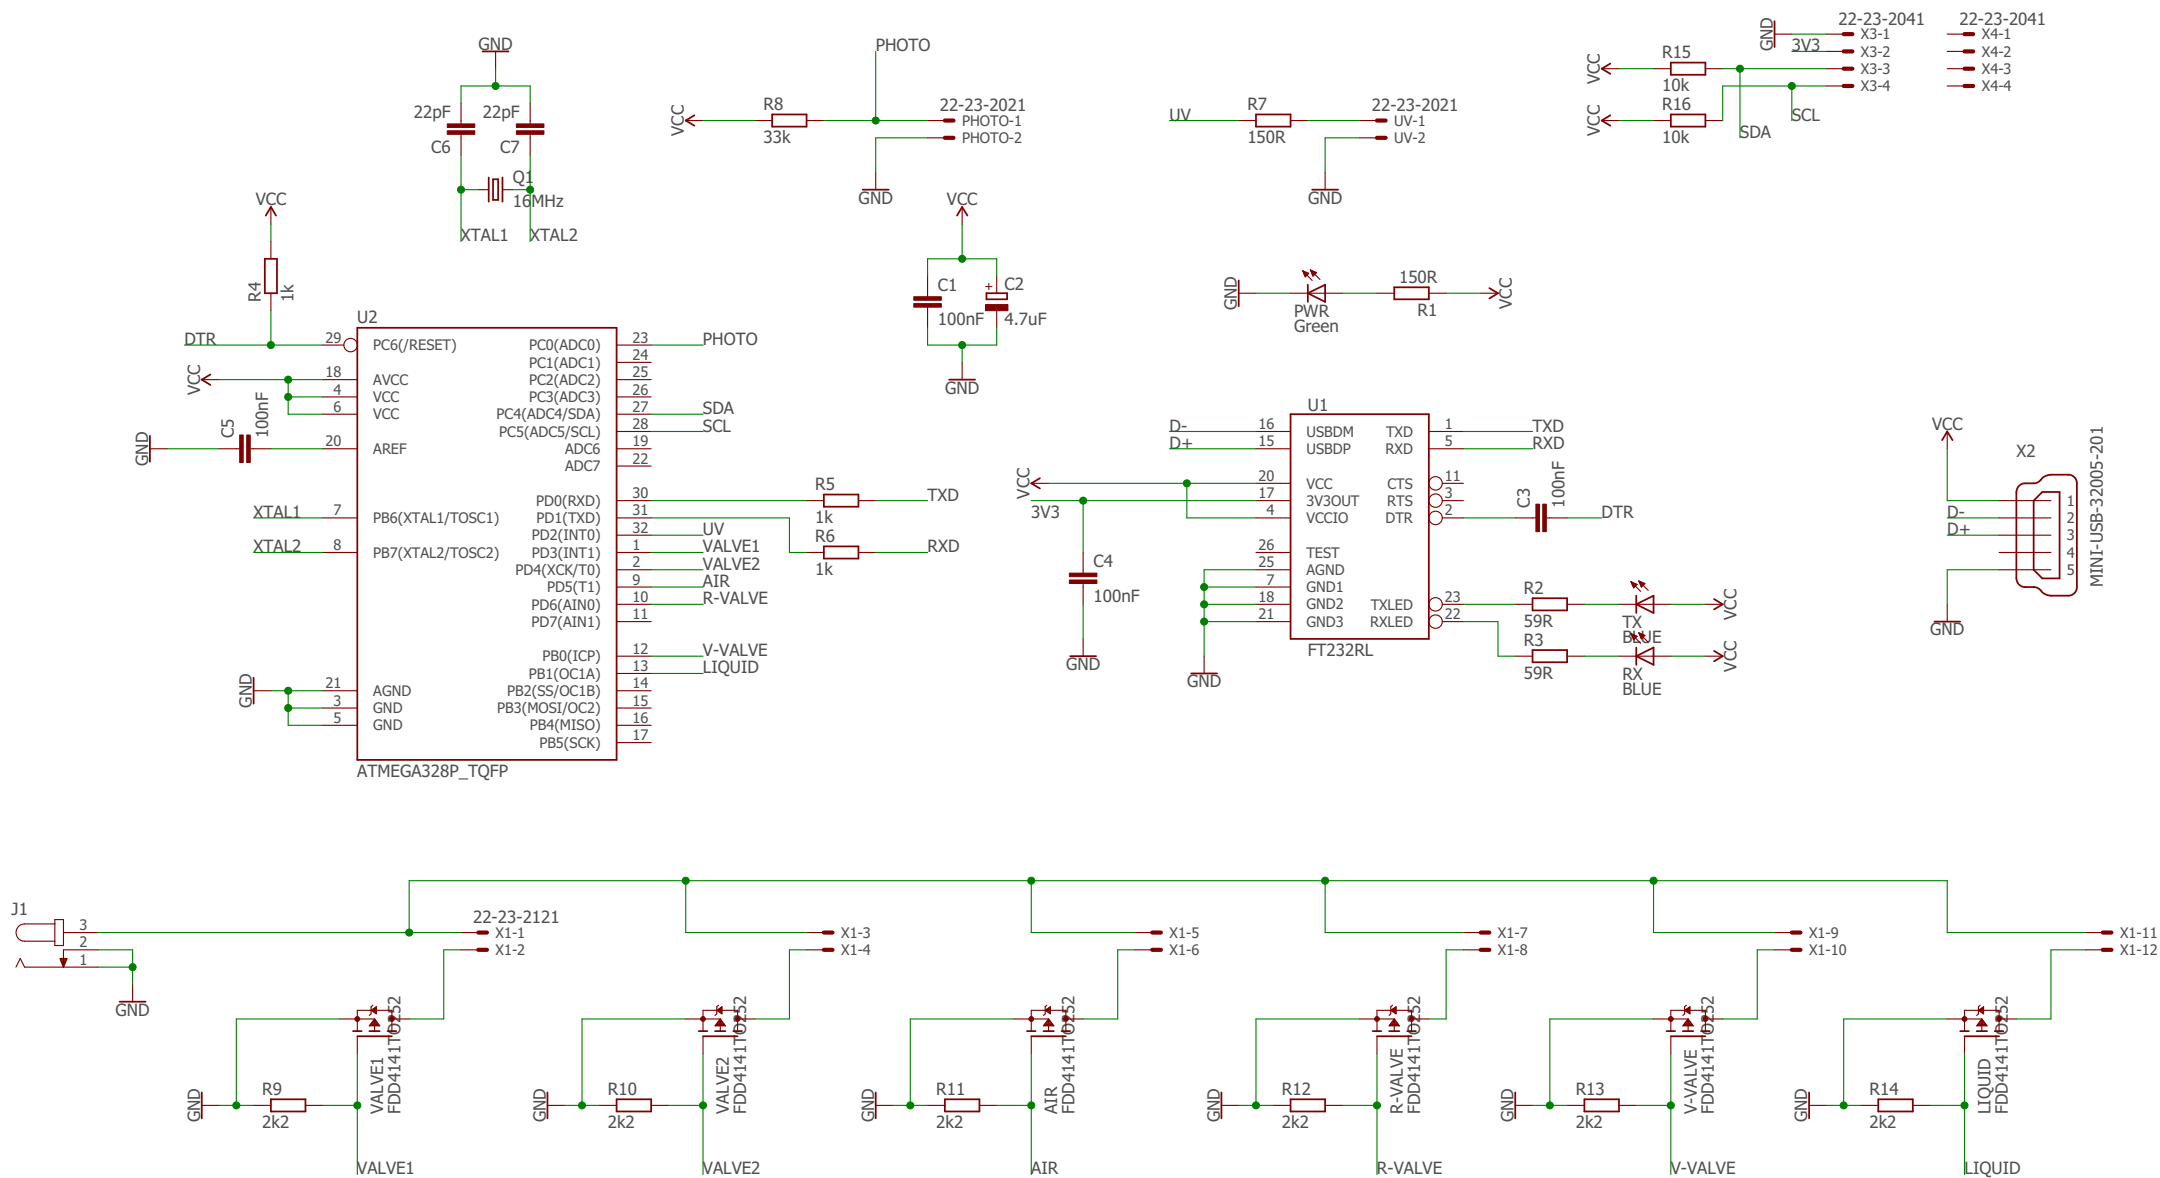 GND
22pF
22pF
C6
C7
Q1
16MHz
XTAL1
XTAL2
PHOTO
VCC
R8
33k
22-23-2021
PHOTO-1
PHOTO-2
GND
UV
R7
150R
22-23-2021
UV-1
UV-2
GND
22-23-2041
22-23-2041
GND
3V3
X3-1
X3-2
X3-3
X3-4
X4-1
X4-2
X4-3
X4-4
VCC
R15
10k
VCC
R16
10k
SDA
SCL
VCC
R4
1k
DTR
VCC
C5
100nF
GND
XTAL1
XTAL2
GND
U2
29 PC6(/RESET)
18 AVCC
4 VCC
6 VCC
20 AREF
7 PB6(XTAL1/TOSC1)
8 PB7(XTAL2/TOSC2)
21 AGND
3 GND
5 GND
PC0(ADC0) 23 PHOTO
PC1(ADC1) 24
PC2(ADC2) 25
PC3(ADC3) 26
PC4(ADC4/SDA) 27 SDA
PC5(ADC5/SCL) 28 SCL
ADC6 19
ADC7 22
PD0(RXD) 30
PD1(TXD) 31
PD2(INT0) 32 UV
PD3(INT1) 1 VALVE1
PD4(XCK/T0) 2 VALVE2
PD5(T1) 9 AIR
PD6(AIN0) 10 R-VALVE
PD7(AIN1) 11
PB0(ICP) 12 V-VALVE
PB1(OC1A) 13 LIQUID
PB2(SS/OC1B) 14
PB3(MOSI/OC2) 15
PB4(MISO) 16
PB5(SCK) 17
ATMEGA328P_TQFP
R5
1k
TXD
R6
1k
RXD
VCC
C1
100nF
+
C2
4.7uF
GND
GND
PWR
Green
150R
R1
VCC
U1
D- 16 USBDM
D+ 15 USBDP
VCC 20 VCC
3V3 17 3V3OUT
4 VCCIO
26 TEST
25 AGND
7 GND1
18 GND2
21 GND3
TXD 1 TXD
RXD 5 RXD
CTS 11
RTS 3
DTR 2
TXLED 23
RXLED 22
FT232RL
C4
100nF
GND
GND
C3
100nF
DTR
R2
59R
TX
BLUE
VCC
R3
59R
RX
BLUE
VCC
VCC
X2
D-
D+
1
2
3
4
5
MINI-USB-32005-201
GND
J1
3
2
1
GND
22-23-2121
X1-1
X1-2
X1-3
X1-4
X1-5
X1-6
X1-7
X1-8
X1-9
X1-10
X1-11
X1-12
GND
R9
2k2
VALVE1
FDD4141TO252
VALVE1
GND
R10
2k2
VALVE2
FDD4141TO252
VALVE2
GND
R11
2k2
AIR
FDD4141TO252
AIR
GND
R12
2k2
R-VALVE
FDD4141TO252
R-VALVE
GND
R13
2k2
V-VALVE
FDD4141TO252
V-VALVE
GND
R14
2k2
LIQUID
FDD4141TO252
LIQUID